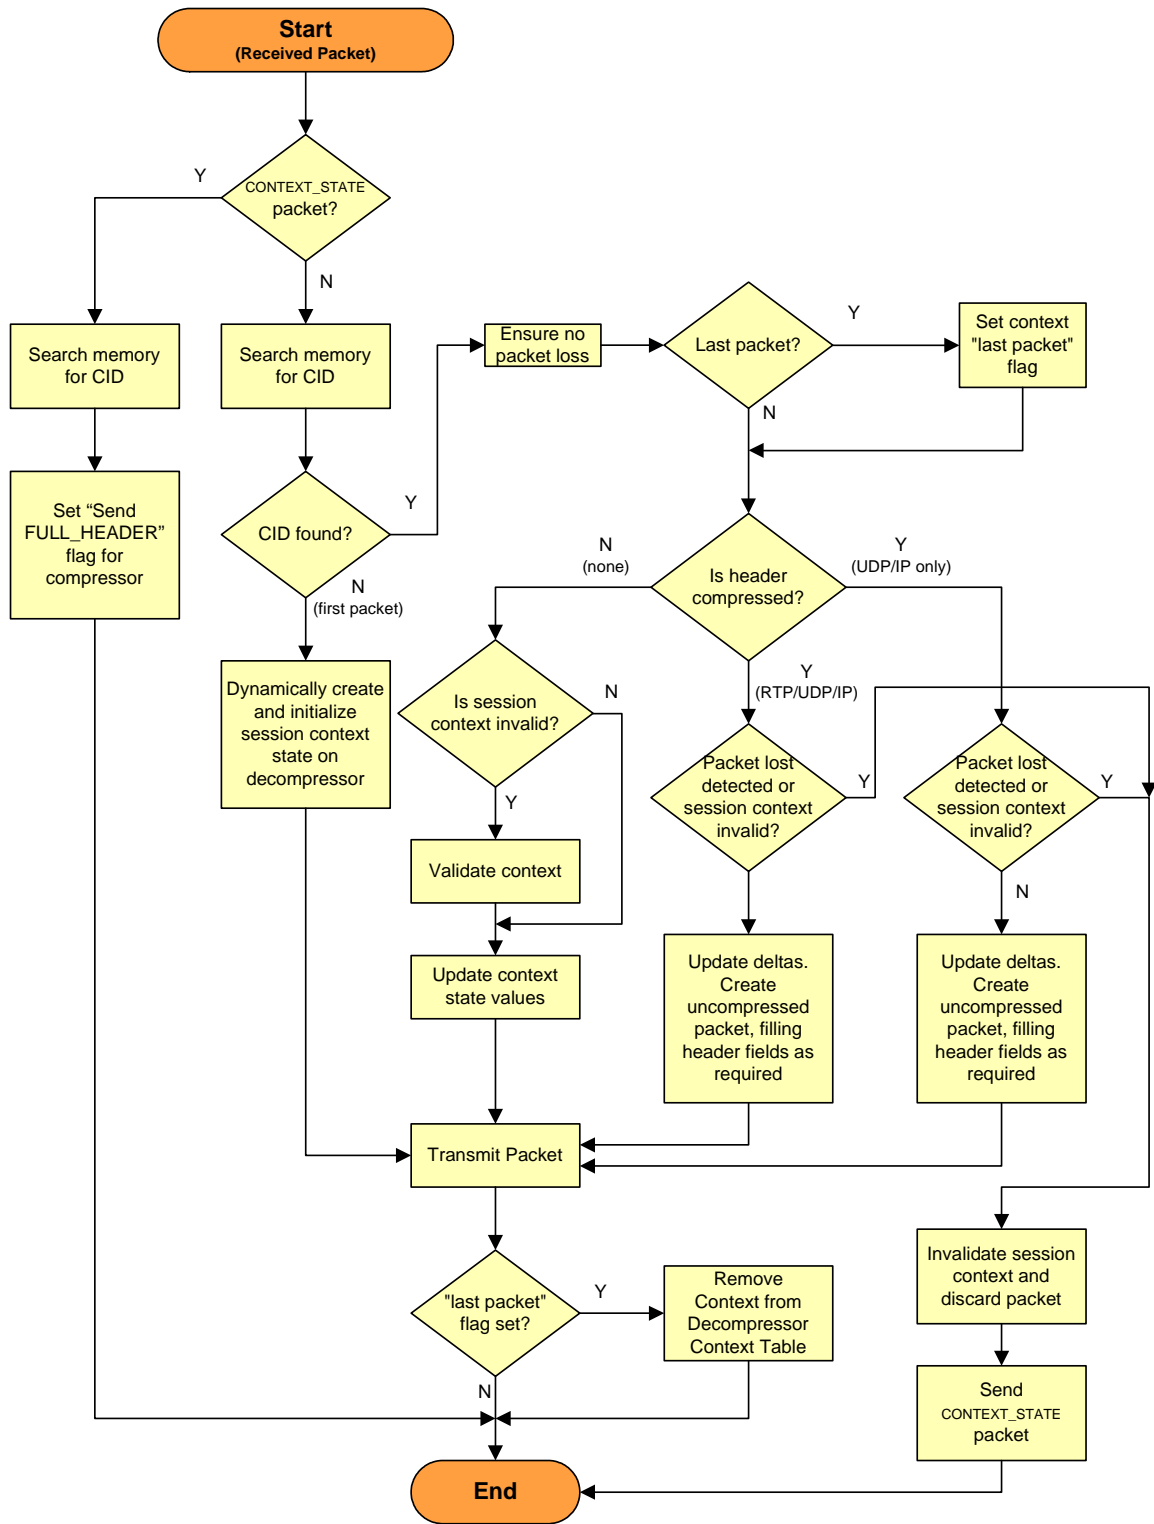 Start
(Received Packet)
Y
CONTEXT_STATE
packet?
N
Search memory
for CID
Search memory
for CID
Ensure no
packet loss
Last packet?
Y
Set context
"last packet"
flag
N
Set “Send
FULL_HEADER”
flag for
compressor
CID found?
Y
N
(first packet)
N
(none)
Is header
compressed?
Y
(UDP/IP only)
Y
(RTP/UDP/IP)
Dynamically create
and initialize
session context
state on
decompressor
Is session
context invalid?
N
Y
Packet lost
detected or
session context
invalid?
Y
Packet lost
detected or
session context
invalid?
Y
N
Validate context
Update context
state values
Update deltas.
Create
uncompressed
packet, filling
header fields as
required
Update deltas.
Create
uncompressed
packet, filling
header fields as
required
Transmit Packet
Invalidate session
context and
discard packet
"last packet"
flag set?
Y
N
Remove
Context from
Decompressor
Context Table
Send
CONTEXT_STATE
packet
End